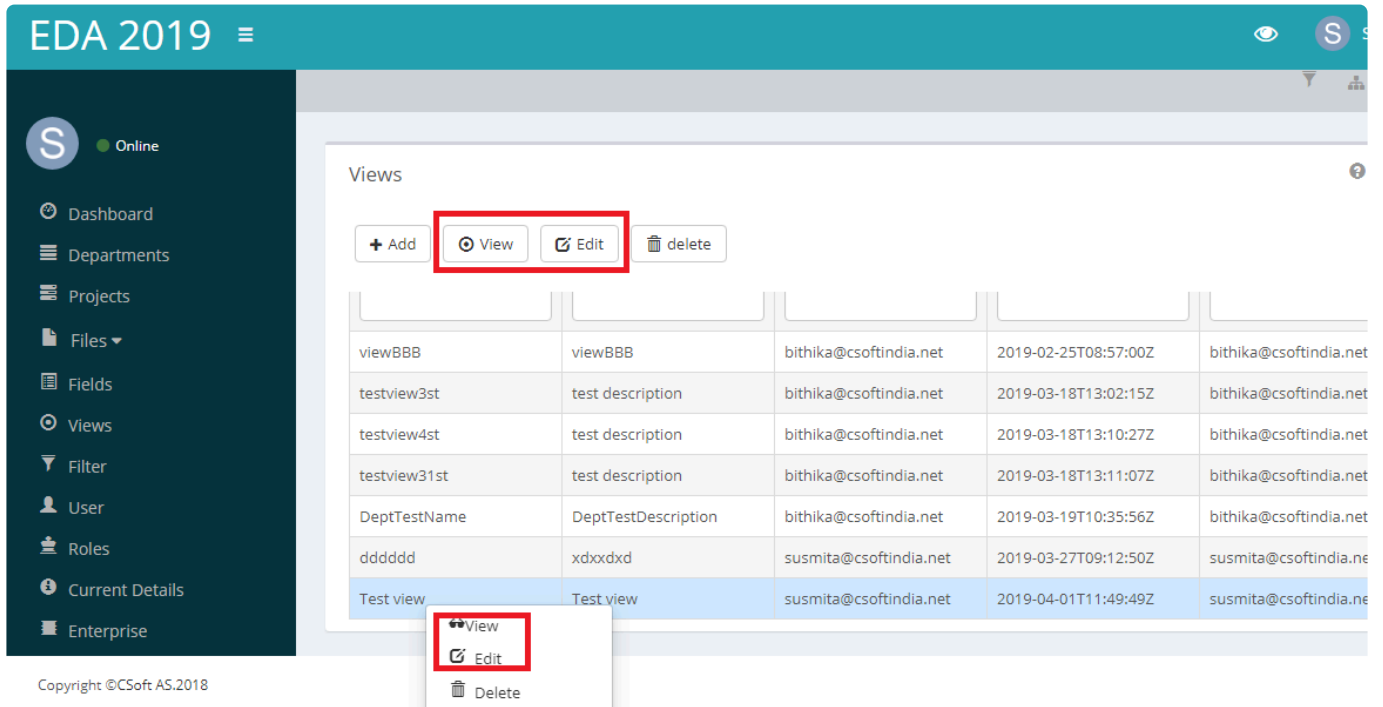 EDA 2019
S
S
Online
Dashboard
Departments
Projects
Files
Fields
Views
Filter
User
Roles
Current Details
Enterprise
Views
Add View Edit delete
viewBBB viewBBB bithika@csoftindia.net 2019-02-25T08:57:00Z bithika@csoftindia.net
testview3st test description bithika@csoftindia.net 2019-03-18T13:02:15Z bithika@csoftindia.net
testview4st test description bithika@csoftindia.net 2019-03-18T13:10:27Z bithika@csoftindia.net
testview31st test description bithika@csoftindia.net 2019-03-18T13:11:07Z bithika@csoftindia.net
DeptTestName DeptTestDescription bithika@csoftindia.net 2019-03-19T10:35:56Z bithika@csoftindia.net
dddddd xdxxdxd susmita@csoftindia.net 2019-03-27T09:12:50Z susmita@csoftindia.ne
Test view Test view susmita@csoftindia.net 2019-04-01T11:49:49Z susmita@csoftindia.ne
View
Edit
Delete
Copyright ©CSoft AS.2018